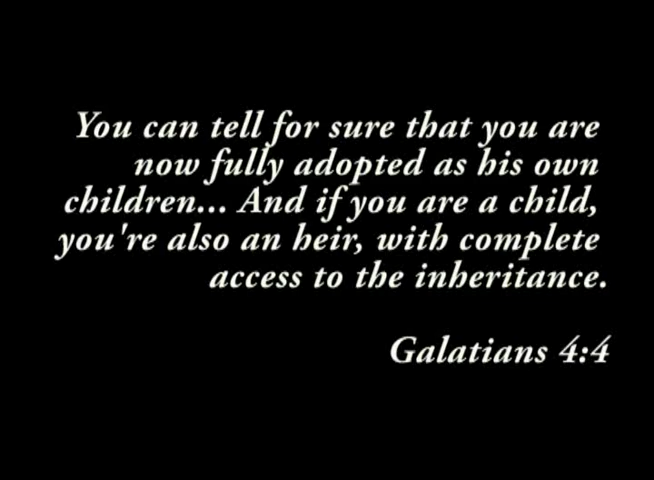 You can tell for sure that you are
now fully adopted as his own
children... And if you are a child,
you're also an heir, with complete
access to the inheritance.
Galatians 4:4